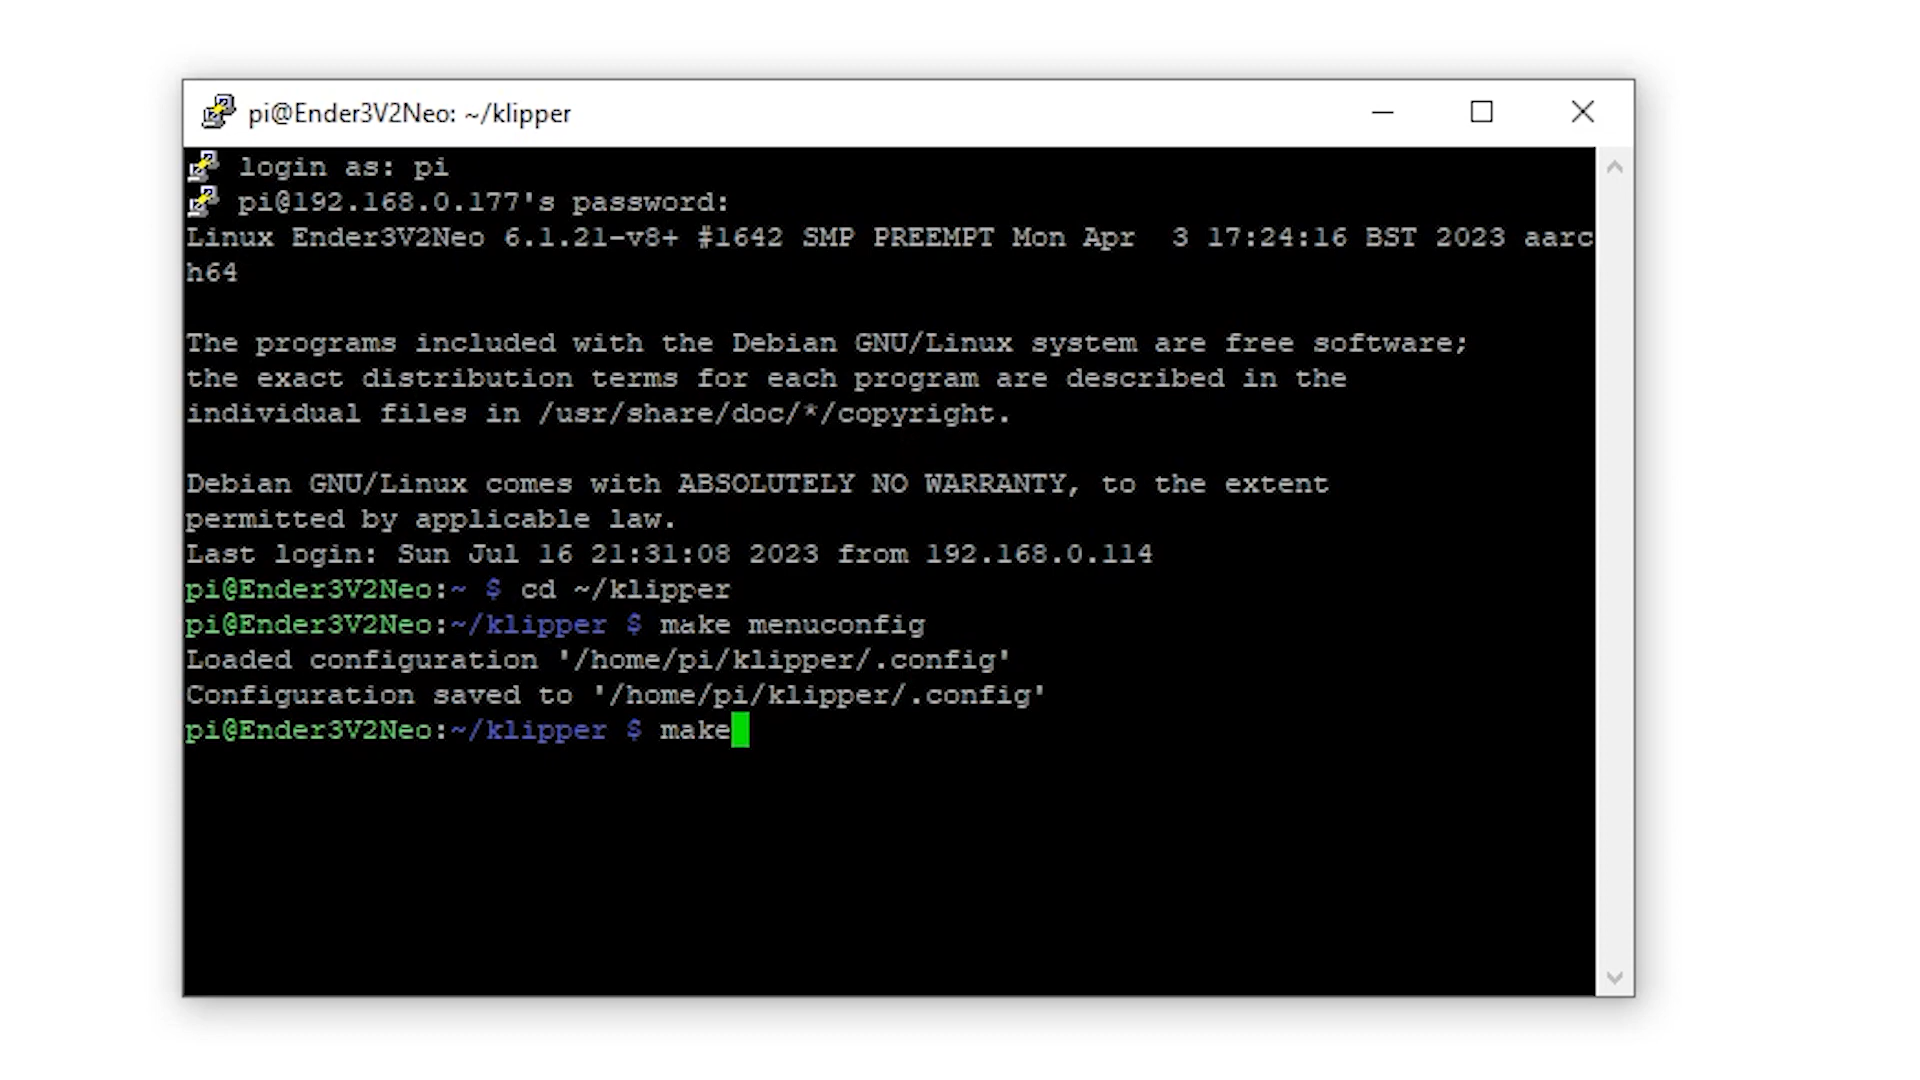 pi@Ender3V2Neo: ~/klipper
login as: pi
pi@192.168.0.177's password:
Linux Ender3V2Neo 6.1.21-v8+ #1642 SMP PREEMPT Mon Apr  3 17:24:16 BST 2023 aarc
h64
The programs included with the Debian GNU/Linux system are free software;
the exact distribution terms for each program are described in the
individual files in /usr/share/doc/*/copyright.
Debian GNU/Linux comes with ABSOLUTELY NO WARRANTY, to the extent
permitted by applicable law.
Last login: Sun Jul 16 21:31:08 2023 from 192.168.0.114
pi@Ender3V2Neo:~ $ cd ~/klipper
pi@Ender3V2Neo:~/klipper $ make menuconfig
Loaded configuration '/home/pi/klipper/.config'
Configuration saved to '/home/pi/klipper/.config'
pi@Ender3V2Neo:~/klipper $ make